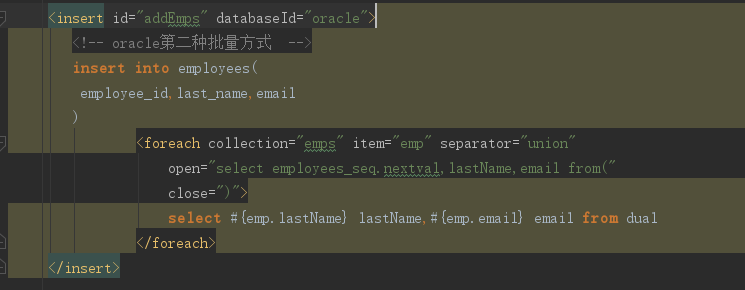 <insert id="addEmps" databaseId="oracle">
<!-- oracle第二种批量方式 -->
insert into employees(
employee_id,last_name,email
)
<foreach collection="emps" item="emp" separator="union"
open="select employees_seq.nextval,lastName,email from("
close=")">
select #{emp.lastName} lastName,#{emp.email} email from dual
</foreach>
</insert>